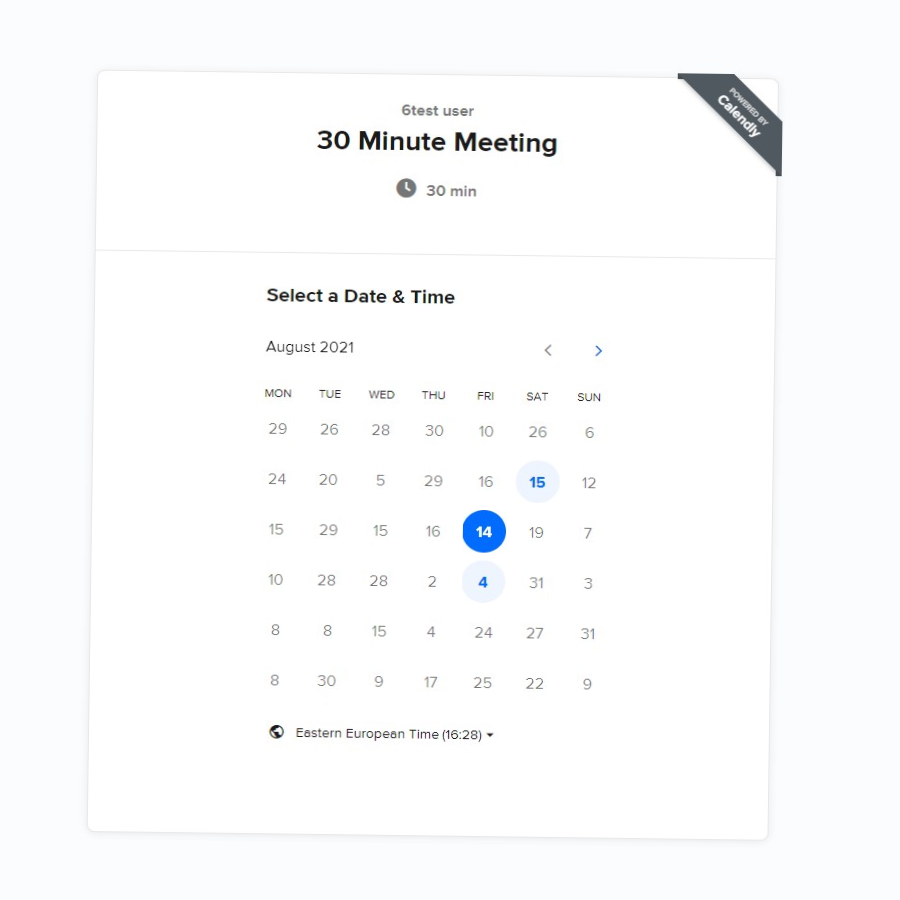 POWERED BY
Calendly
6test user
30 Minute Meeting
30 min
Select a Date & Time
August 2021
MON TUE WED THU FRI SAT SUN
29 26 28 30 10 26 6
24 20 5 29 16 15 12
15 29 15 16 14 19 7
10 28 28 2 4 31 3
8 8 15 4 24 27 31
8 30 9 17 25 22 9
Eastern European Time (16:28)